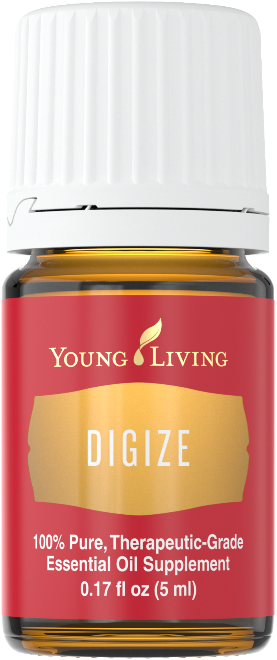 YOUNG LIVING
DIGIZE
100% Pure, Therapeutic-Grade
Essential Oil Supplement
0.17 fl oz (5 ml)